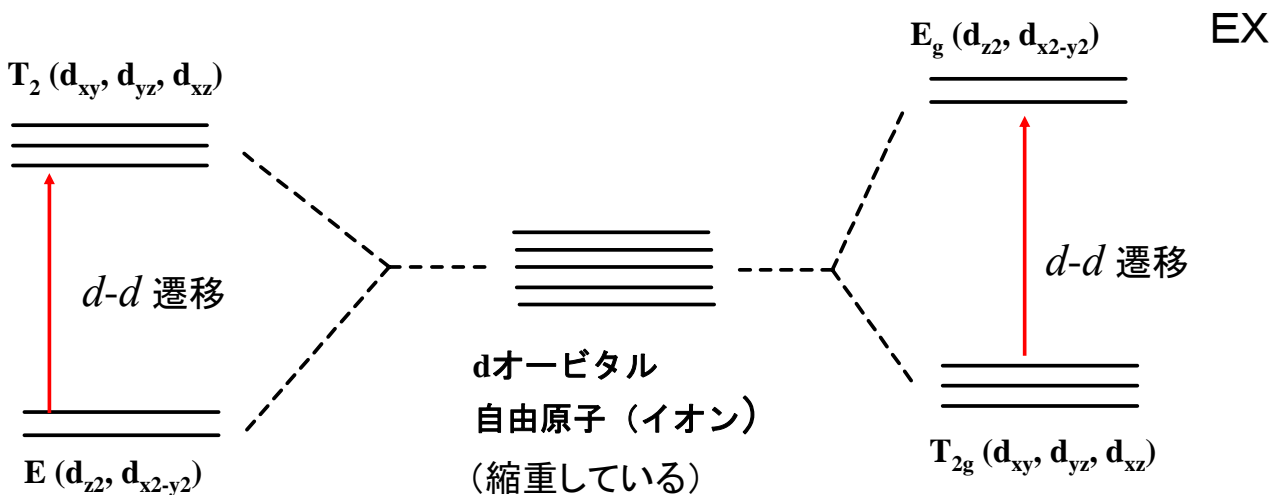 EX
T₂ (d_xy, d_yz, d_xz)
E_g (d_z2, d_x2-y2)
d-d 遷移
d-d 遷移
dオービタル
自由原子（イオン）
（縮重している）
E (d_z2, d_x2-y2)
T_2g (d_xy, d_yz, d_xz)